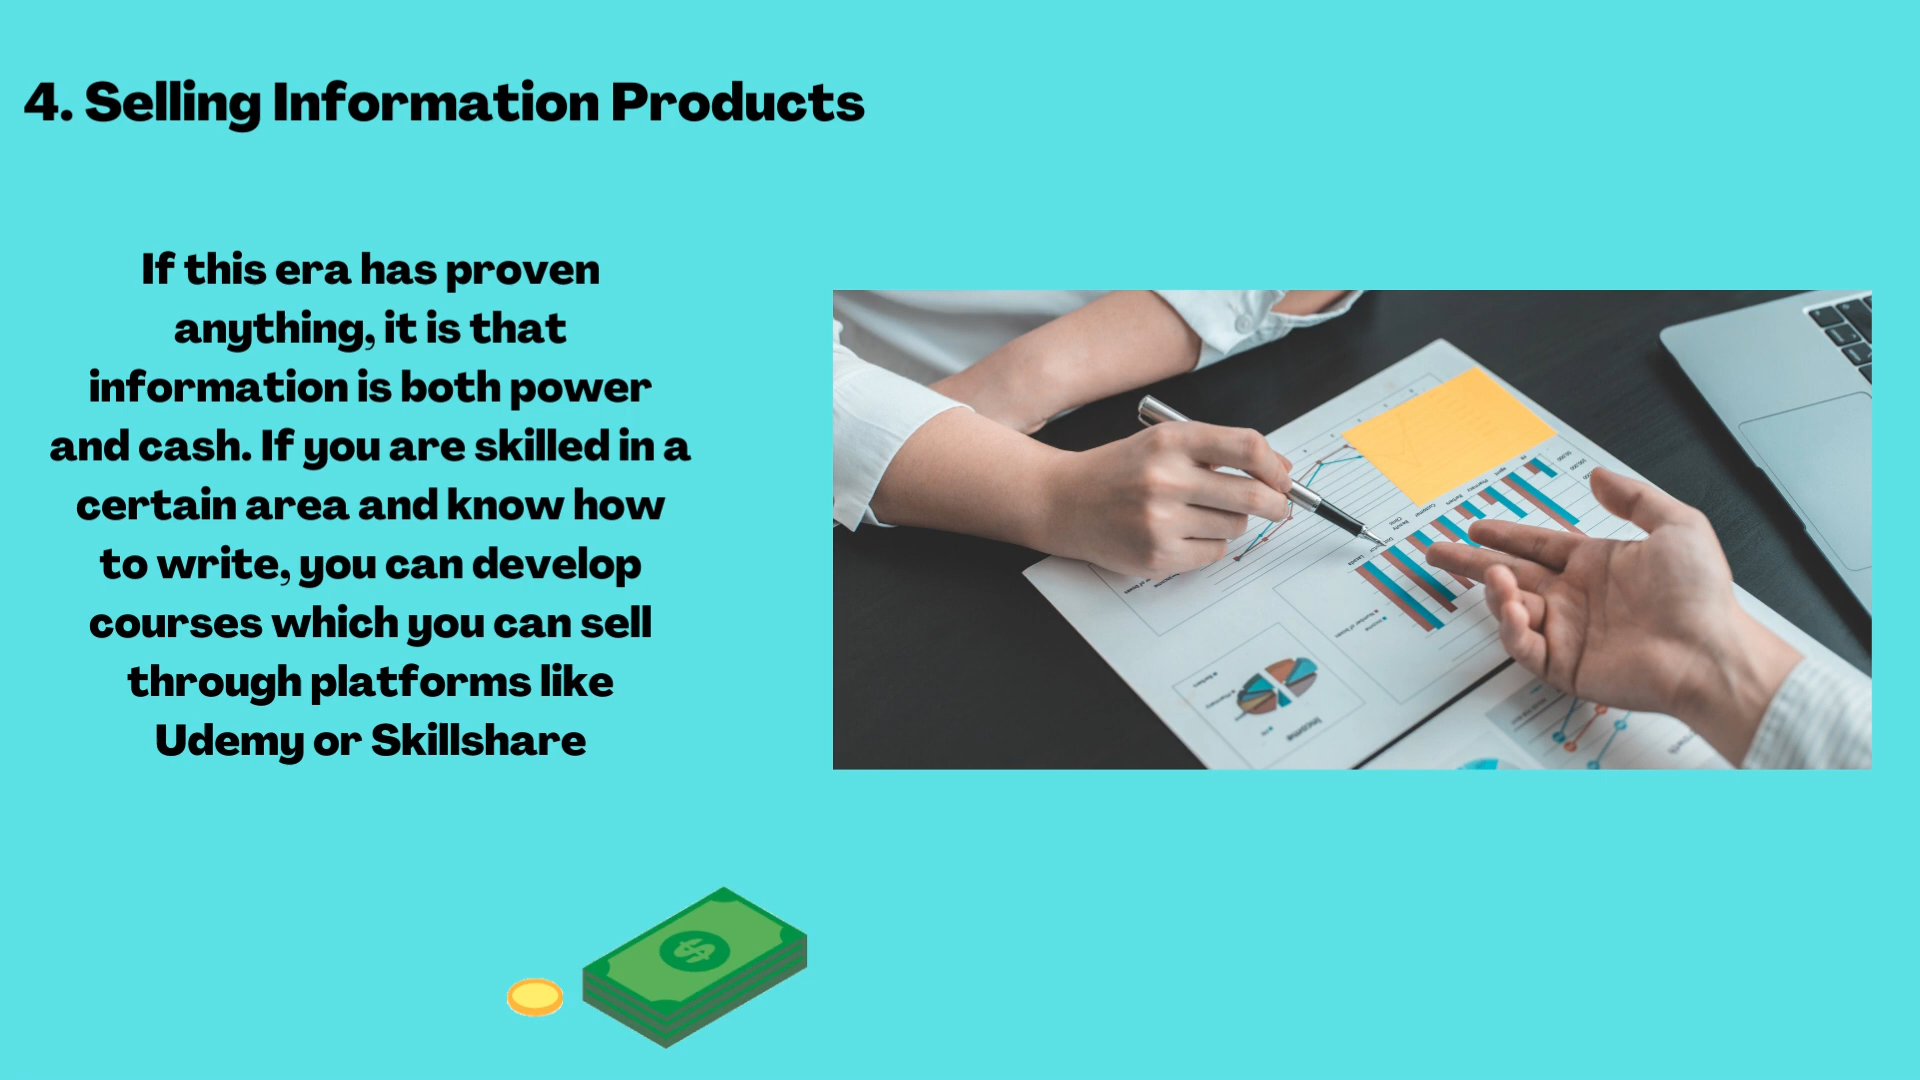 4. Selling Information Products
If this era has proven
anything, it is that
information is both power
and cash. If you are skilled in a
certain area and know how
to write, you can develop
courses which you can sell
through platforms like
Udemy or Skillshare
Income
$